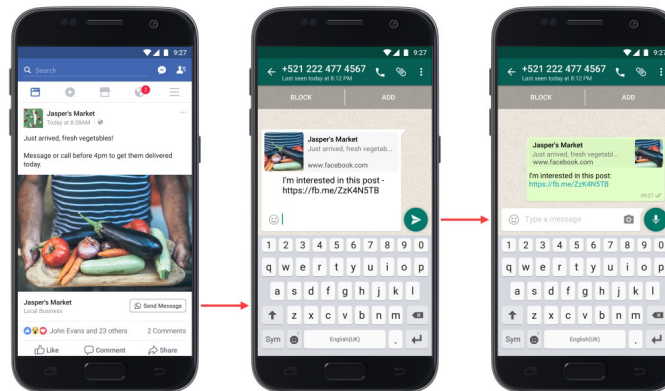 9:27
Search
2
Jasper's Market
Today at 8:38AM
Just arrived, fresh vegetables!
Message or call before 4pm to get them delivered
today.
Jasper's Market
Local Business
Send Message
John Evans and 23 others
2 Comments
Like
Comment
Share
9:27
+521 222 477 4567
Last seen today at 8:12 PM
BLOCK
ADD
Jasper's Market
Just arrived, fresh vegetab...
www.facebook.com
I'm interested in this post -
https://fb.me/ZzK4N5TB
1 2 3 4 5 6 7 8 9 0
q w e r t y u i o p
a s d f g h j k l
z x c v b n m
Sym
English(UK)
.
9:27
+521 222 477 4567
Last seen today at 8:12 PM
BLOCK
ADD
Jasper's Market
Just arrived, fresh vegetabl...
www.facebook.com
I'm interested in this post:
https://fb.me/ZzK4N5TB
09:27
Type a message
1 2 3 4 5 6 7 8 9 0
q w e r t y u i o p
a s d f g h j k l
z x c v b n m
Sym
English(UK)
.